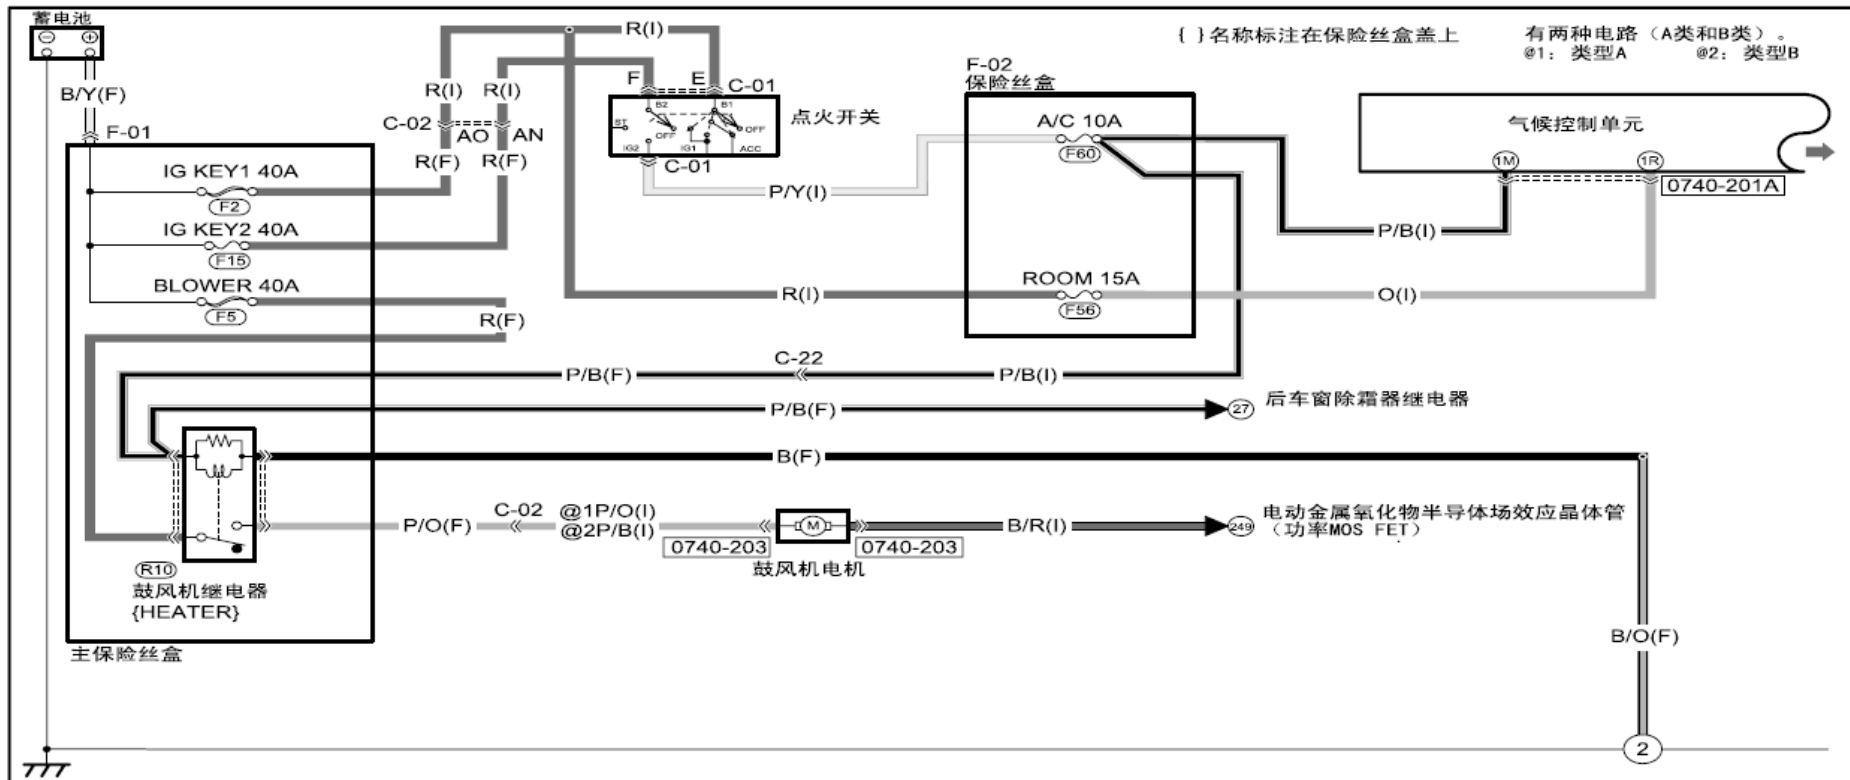 蓄电池
B/Y(F)
F-01
IG KEY1 40A
F2
IG KEY2 40A
F15
BLOWER 40A
F5
R(F)
R(I)
R(I)
R(I)
C-02
AO
AN
R(F)
R(F)
F
E
C-01
B2
B1
ST
OFF
OFF
IG2
IG1
ACC
C-01
点火开关
P/Y(I)
R(I)
F-02
保险丝盒
A/C 10A
F60
ROOM 15A
F56
{ }名称标注在保险丝盒盖上
有两种电路（A类和B类）。
@1: 类型A
@2: 类型B
气候控制单元
1M
1R
0740-201A
P/B(I)
O(I)
C-22
P/B(F)
P/B(I)
P/B(F)
27
后车窗除霜器继电器
B(F)
P/O(F)
C-02
@1P/O(I)
@2P/B(I)
M
0740-203
0740-203
鼓风机电机
B/R(I)
249
电动金属氧化物半导体场效应晶体管
（功率MOS FET）
R10
鼓风机继电器
{HEATER}
主保险丝盒
B/O(F)
2